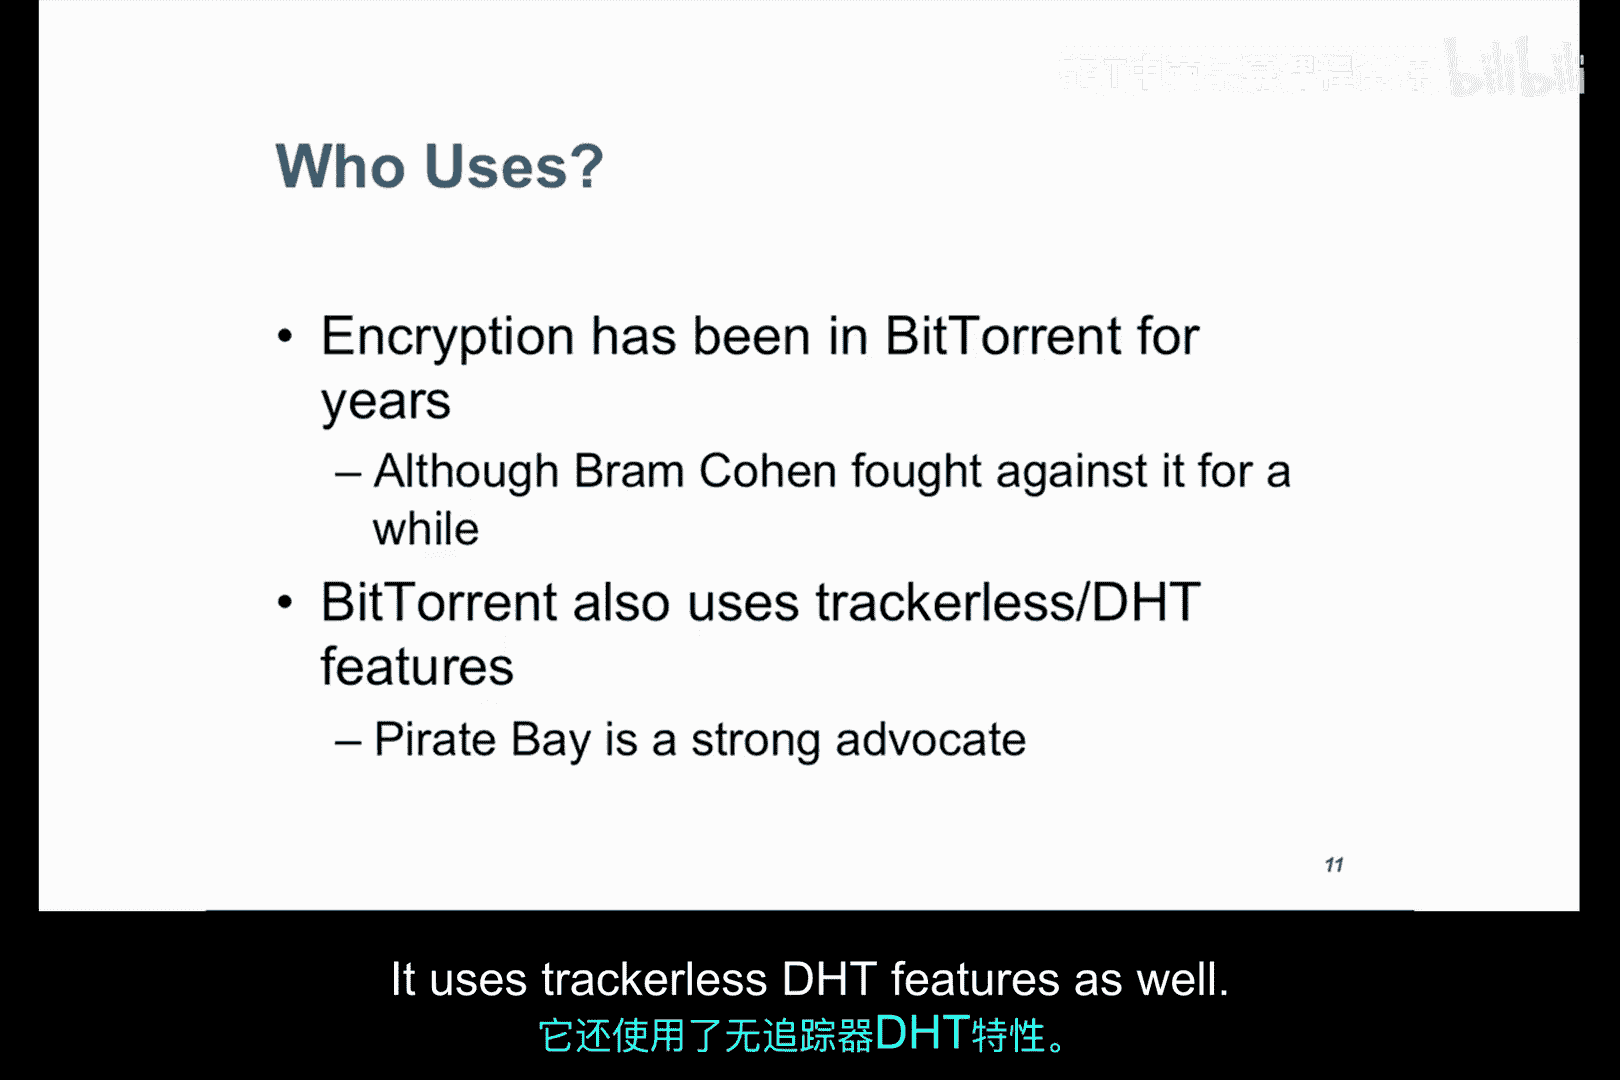 bilibili
Who Uses?
• Encryption has been in BitTorrent for
years
– Although Bram Cohen fought against it for a
while
• BitTorrent also uses trackerless/DHT
features
– Pirate Bay is a strong advocate
11
It uses trackerless DHT features as well.
它还使用了无追踪器DHT特性。